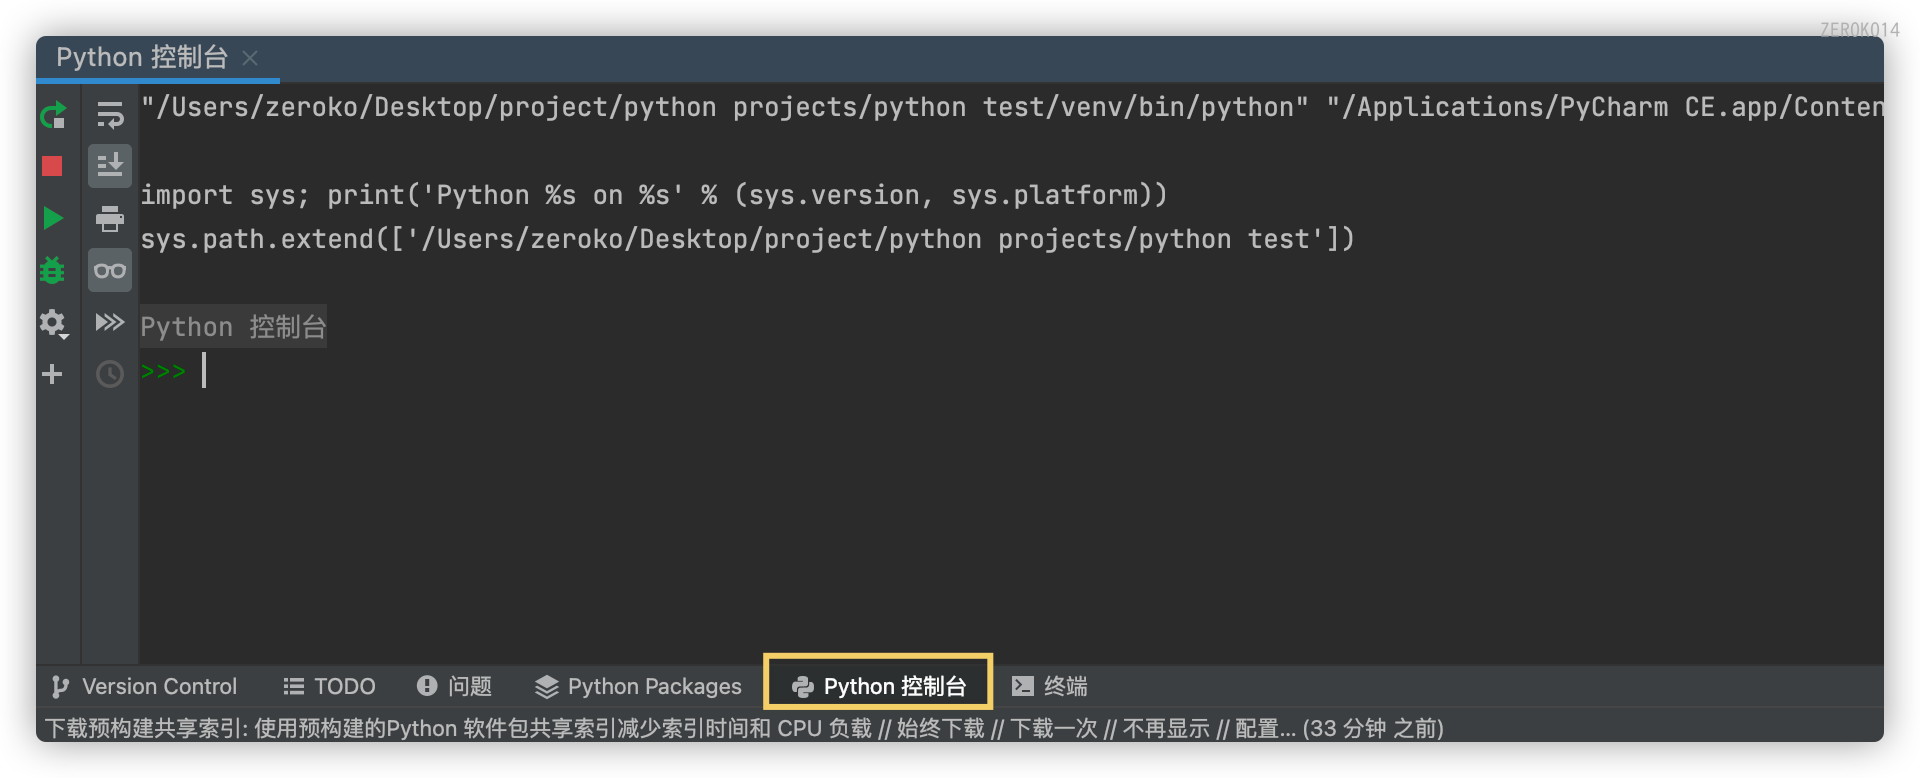 ZEROKO14
Python 控制台
"/Users/zeroko/Desktop/project/python projects/python test/venv/bin/python" "/Applications/PyCharm CE.app/Conten
import sys; print('Python %s on %s' % (sys.version, sys.platform))
sys.path.extend(['/Users/zeroko/Desktop/project/python projects/python test'])
Python 控制台
>>>
Version Control TODO 问题 Python Packages Python 控制台 终端
下载预构建共享索引: 使用预构建的Python 软件包共享索引减少索引时间和 CPU 负载 // 始终下载 // 下载一次 // 不再显示 // 配置... (33 分钟 之前)